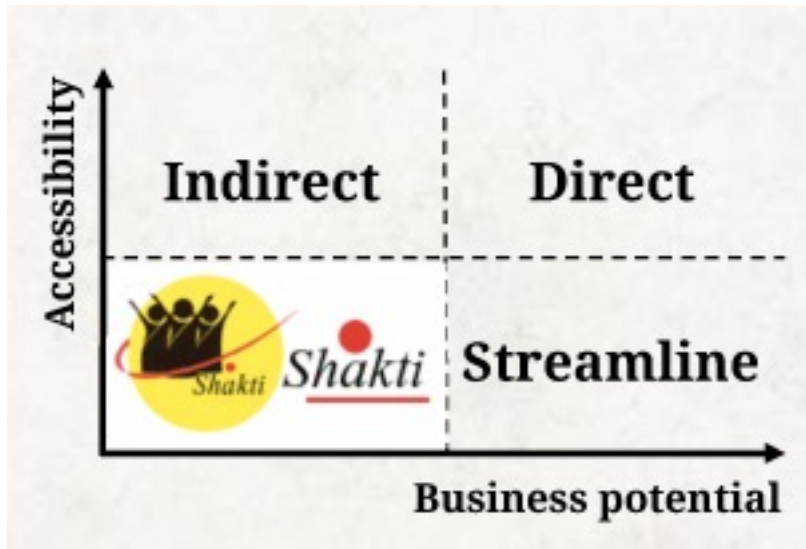 Accessibility
Indirect
Direct
Shakti
Shakti
Streamline
Business potential